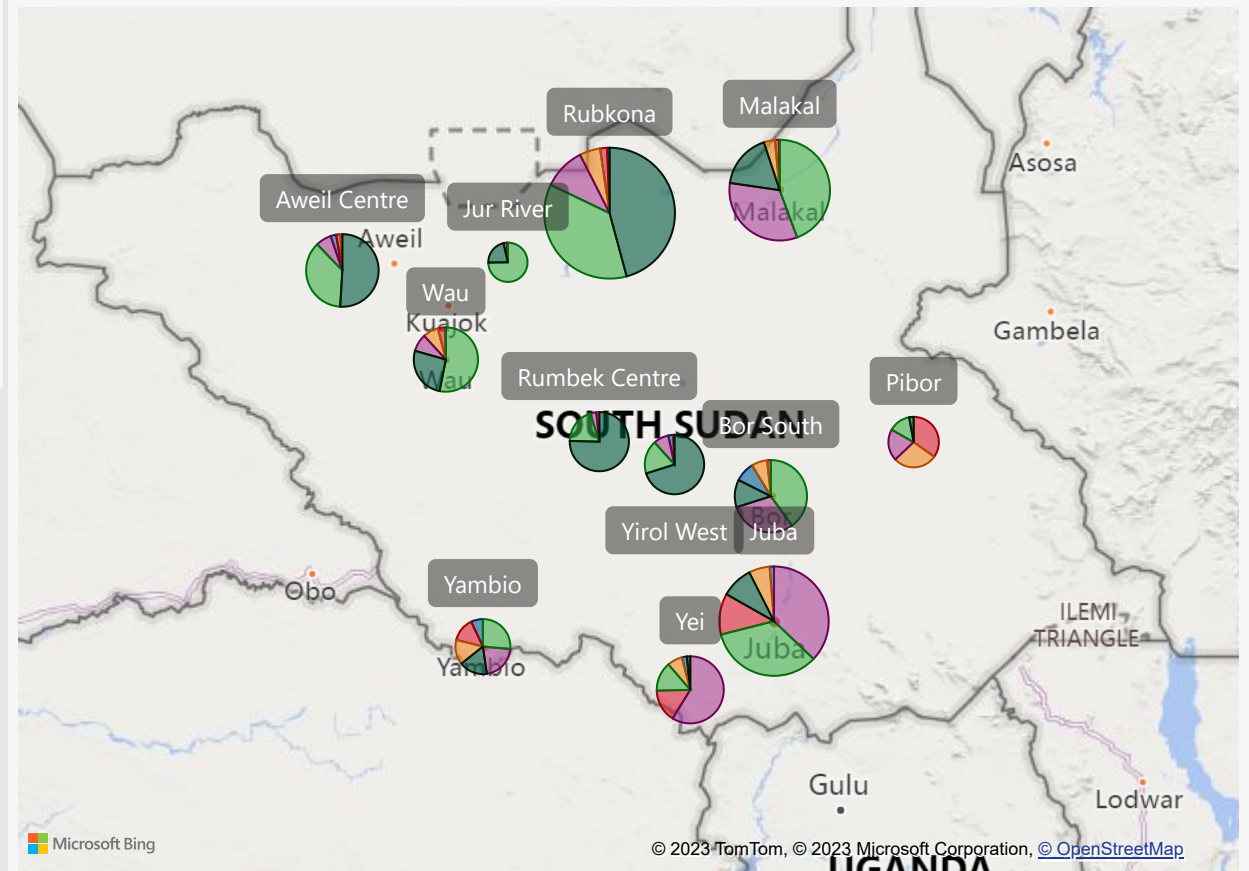 Rubkona
Malakal
Asosa
Aweil Centre
Jur River
Malakal
Aweil
Wau
Kuajok
Gambela
Wau
Rumbek Centre
Pibor
SOUTH SUDAN
Bor South
Bor
Yirol West
Juba
Yambio
Obo
Yei
ILEMI
TRIANGLE
Juba
Yambio
Gulu
Lodwar
Microsoft Bing
© 2023 TomTom, © 2023 Microsoft Corporation, © OpenStreetMap
UGANDA